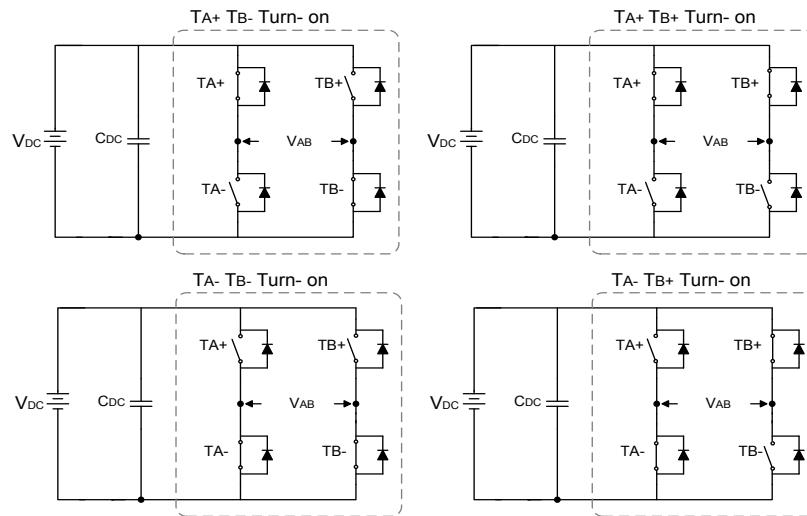 TA+ TB- Turn- on
TA+
TB+
VDC
CDC
VAB
TA-
TB-
TA+ TB+ Turn- on
TA+
TB+
VDC
CDC
VAB
TA-
TB-
TA- TB- Turn- on
TA+
TB+
VDC
CDC
VAB
TA-
TB-
TA- TB+ Turn- on
TA+
TB+
VDC
CDC
VAB
TA-
TB-